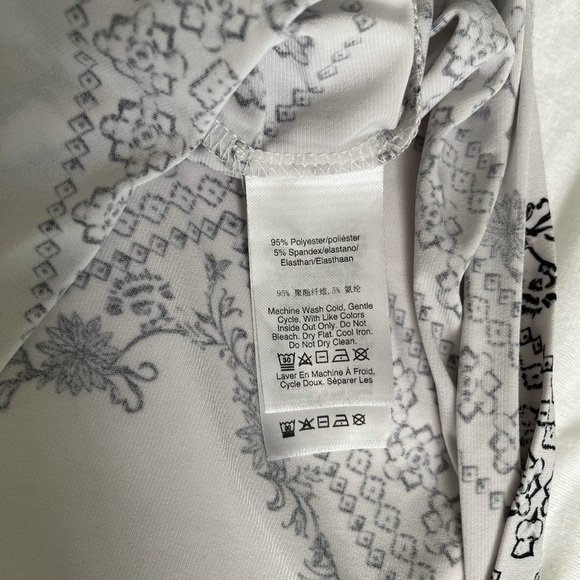 95% Polyester/poliéster
5% Spandex/elastano/
Elasthan/Elasthaan
95% 聚酯纤维, 5% 氨纶
Machine Wash Cold, Gentle
Cycle, With Like Colors
Inside Out Only. Do Not
Bleach. Dry Flat. Cool Iron.
Do Not Dry Clean.
30
Laver En Machine À Froid,
Cycle Doux. Séparer Les
30